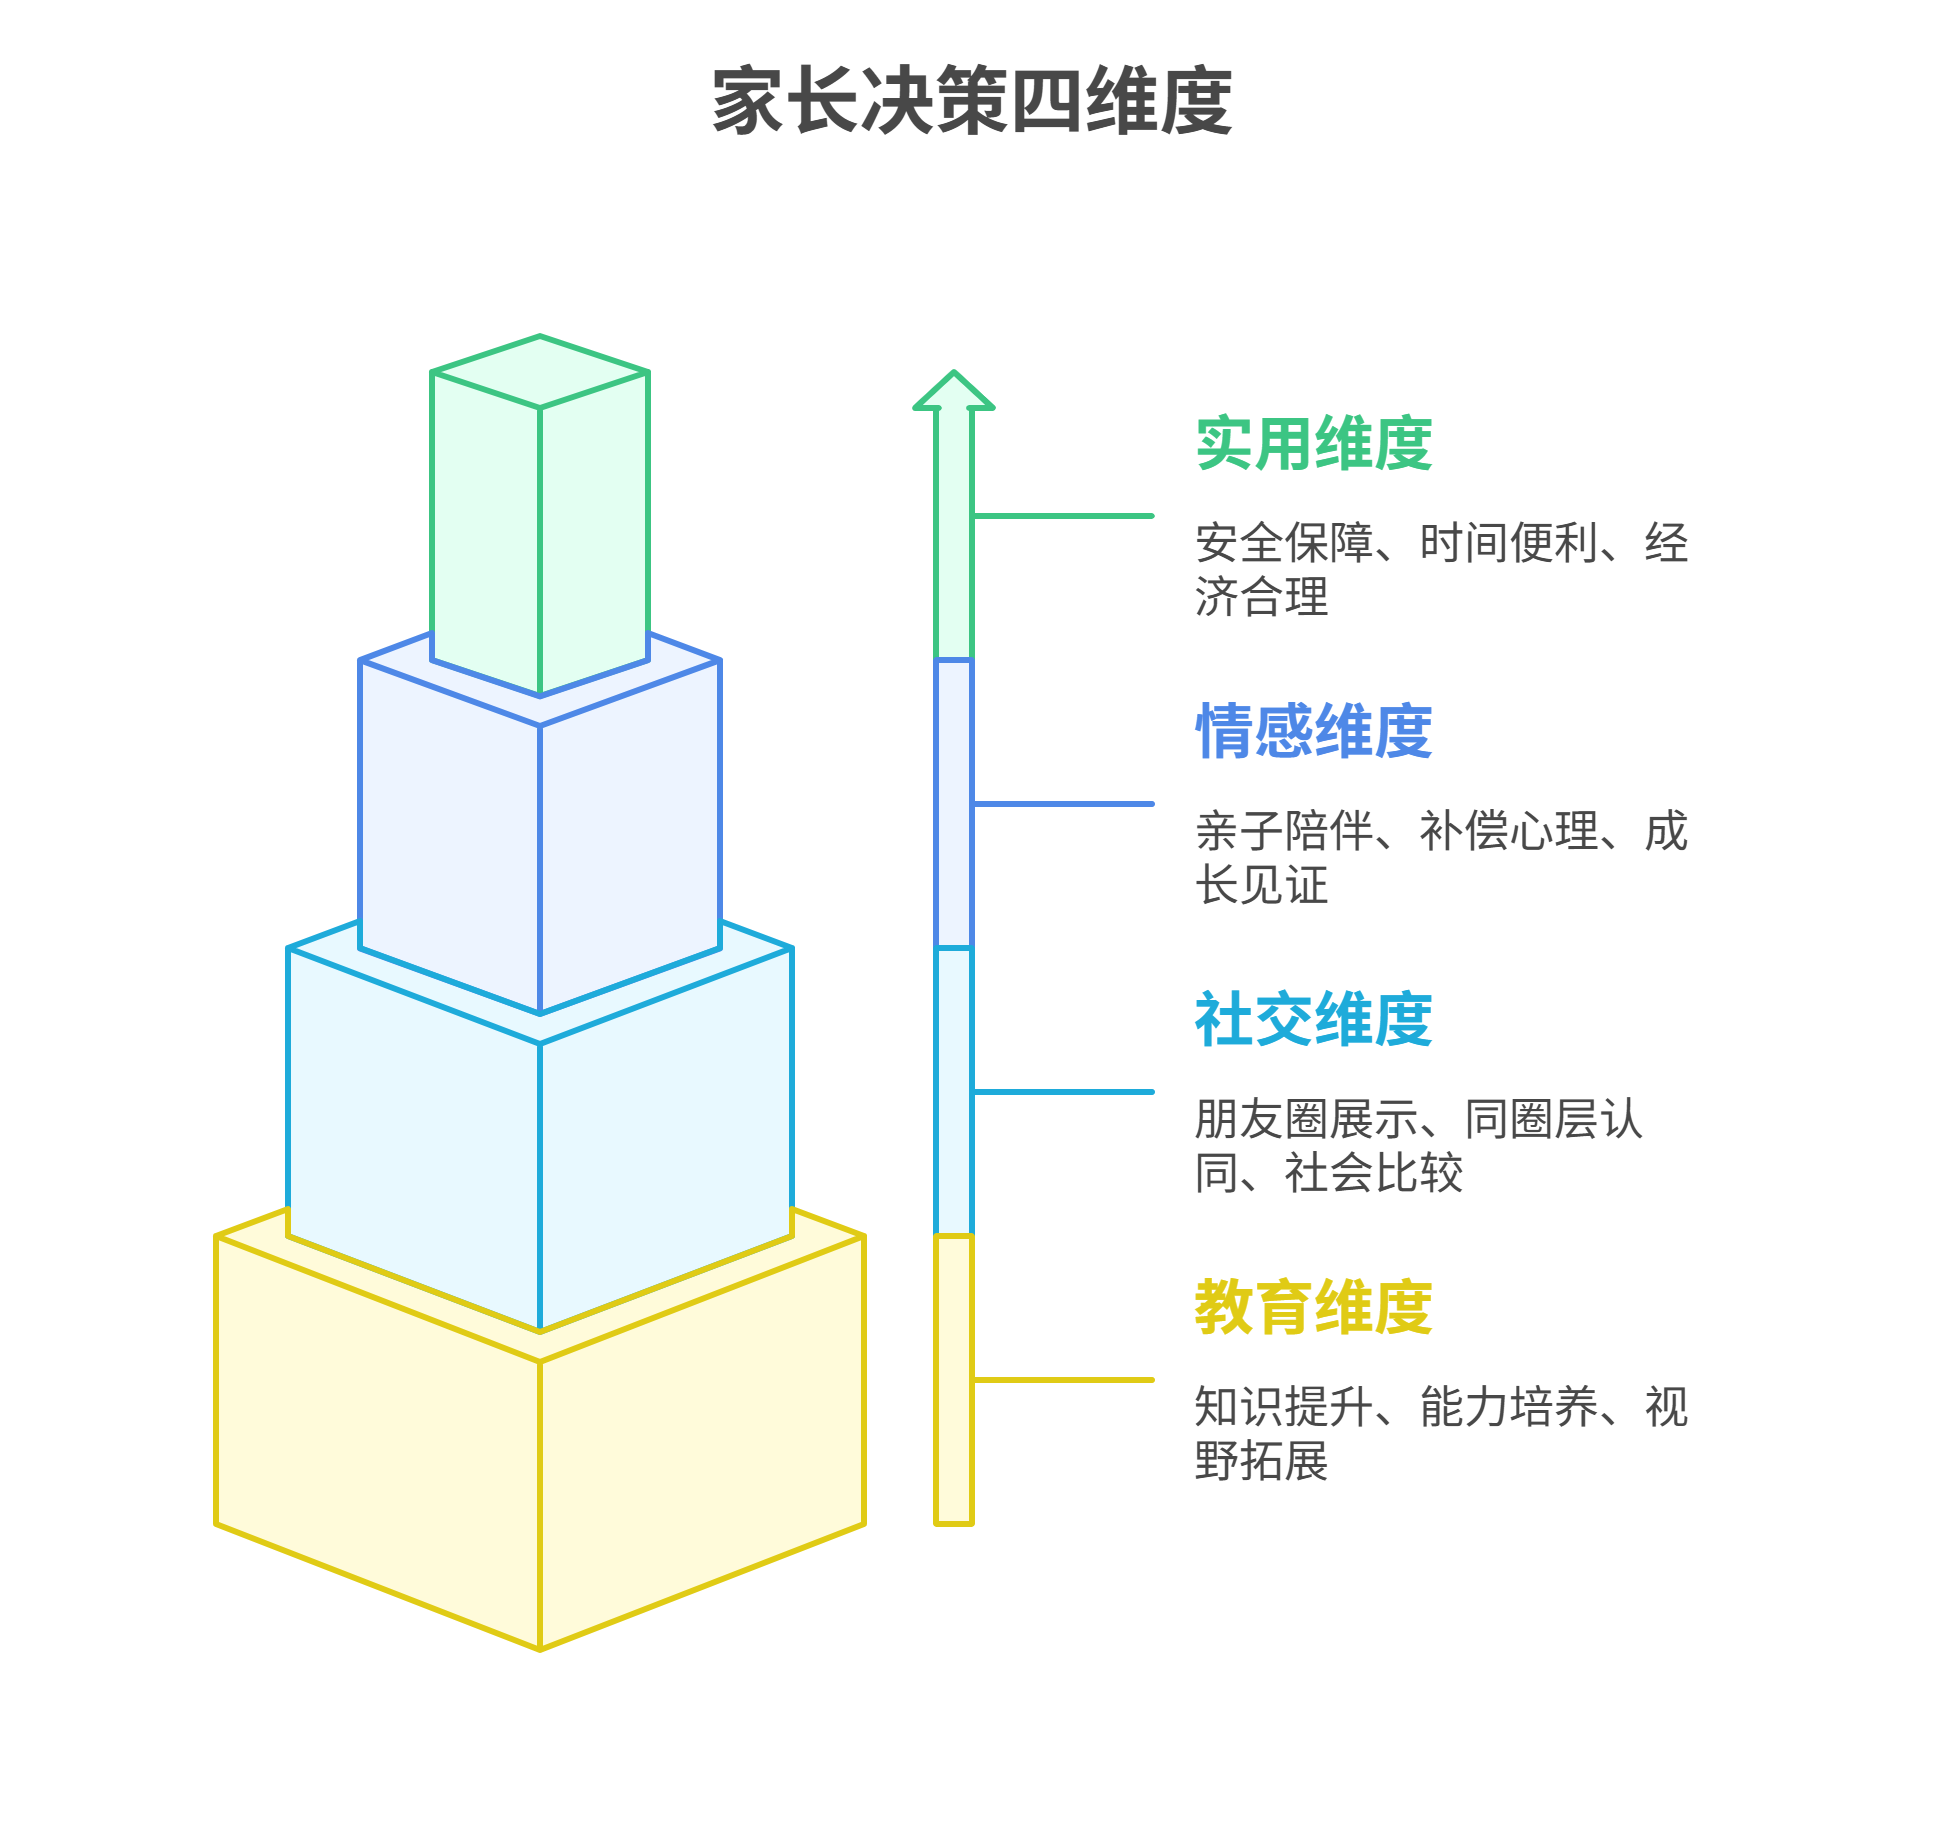 家长决策四维度
实用维度
安全保障、时间便利、经
济合理
情感维度
亲子陪伴、补偿心理、成
长见证
社交维度
朋友圈展示、同圈层认
同、社会比较
教育维度
知识提升、能力培养、视
野拓展